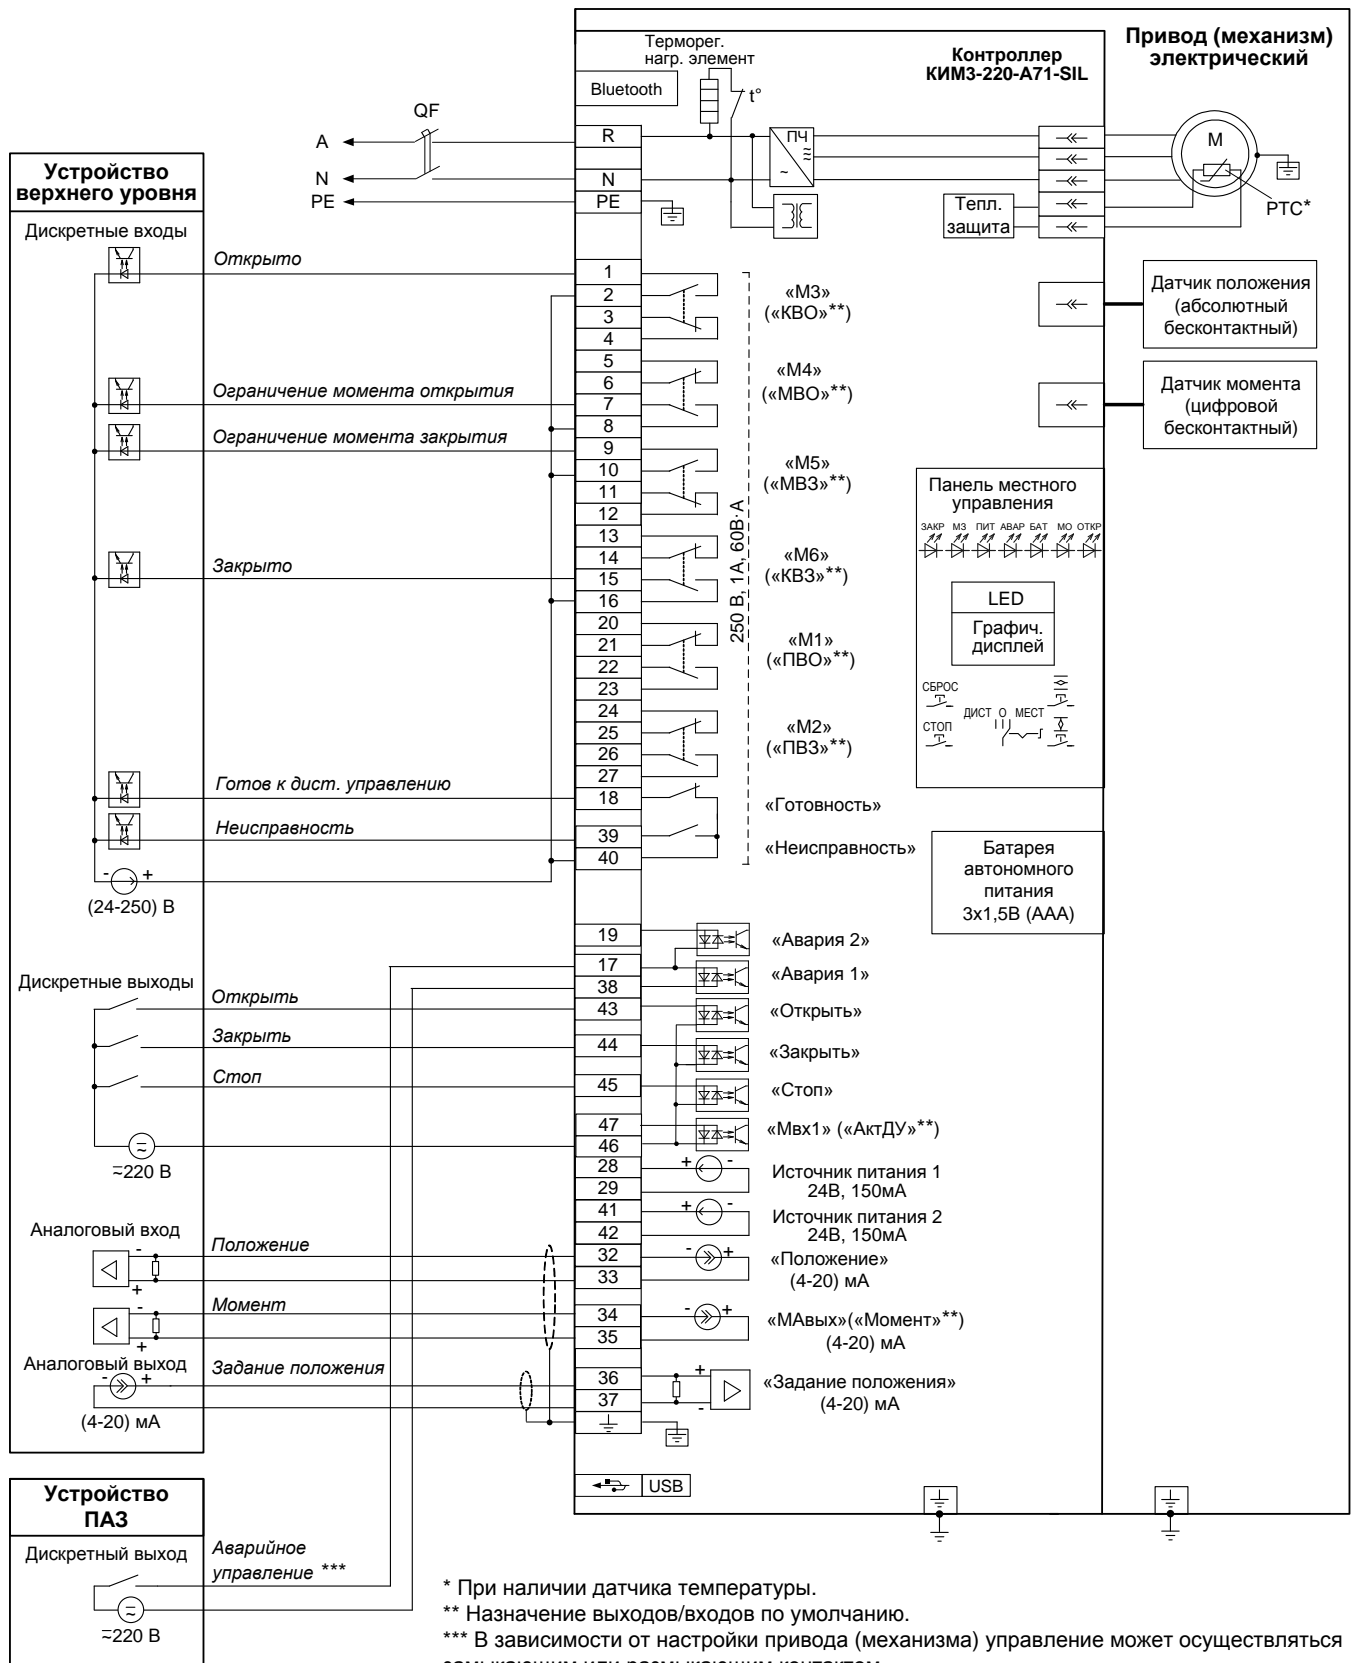 Привод (механизм)
электрический
Контроллер
КИМ3-220-А71-SIL
Терморег.
нагр. элемент
Bluetooth
t°
QF
A
N
PE
R
N
PE
ПЧ
≈
~
M
PTC*
Тепл.
защита
Устройство
верхнего уровня
Дискретные входы
Открыто
Ограничение момента открытия
Ограничение момента закрытия
Закрыто
Готов к дист. управлению
Неисправность
- +
(24-250) В
1
2
3
4
5
6
7
8
9
10
11
12
13
14
15
16
20
21
22
23
24
25
26
27
18
39
40
250 В, 1А, 60В·А
«М3»
(«КВО»**)
«М4»
(«МВО»**)
«М5»
(«МВЗ»**)
«М6»
(«КВЗ»**)
«М1»
(«ПВО»**)
«М2»
(«ПВЗ»**)
«Готовность»
«Неисправность»
Датчик положения
(абсолютный
бесконтактный)
Датчик момента
(цифровой
бесконтактный)
Панель местного
управления
ЗАКР МЗ ПИТ АВАР БАТ МО ОТКР
LED
Графич.
дисплей
СБРОС
СТОП
ДИСТ О МЕСТ
Батарея
автономного
питания
3х1,5В (ААА)
Дискретные выходы
Открыть
Закрыть
Стоп
≂220 В
19
17
38
43
44
45
47
46
28
29
41
42
32
33
34
35
36
37
«Авария 2»
«Авария 1»
«Открыть»
«Закрыть»
«Стоп»
«Мвх1» («АктДУ»**)
+ -
Источник питания 1
24В, 150мА
+ -
Источник питания 2
24В, 150мА
- +
«Положение»
(4-20) мА
- +
«МАвых»(«Момент»**)
(4-20) мА
+
-
«Задание положения»
(4-20) мА
Аналоговый вход
-
+
Положение
-
+
Момент
Аналоговый выход
- +
Задание положения
(4-20) мА
USB
Устройство
ПАЗ
Дискретный выход
Аварийное
управление ***
≂220 В
* При наличии датчика температуры.
** Назначение выходов/входов по умолчанию.
*** В зависимости от настройки привода (механизма) управление может осуществляться